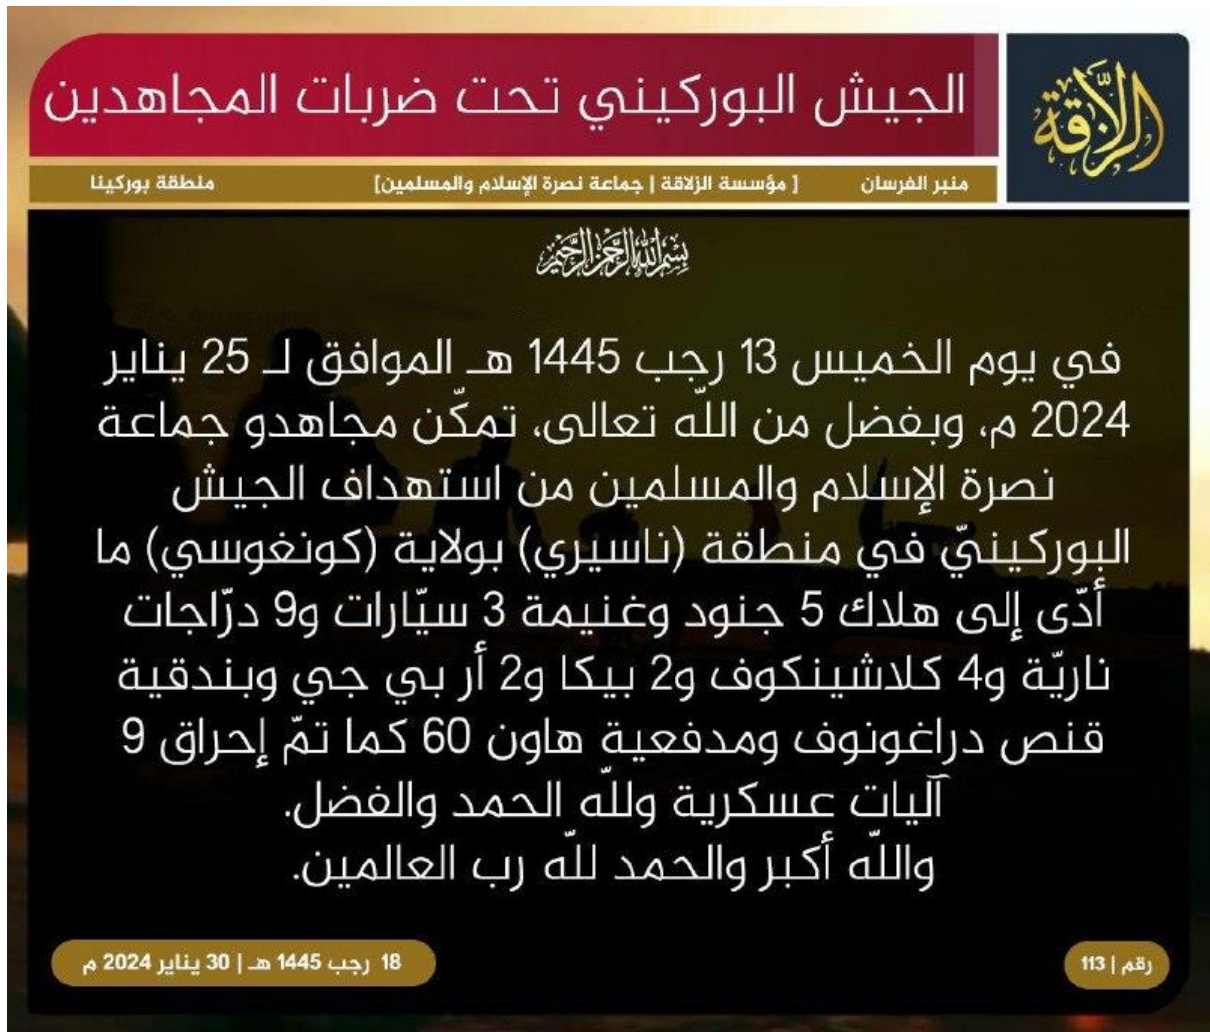 الزلاقة
الجيش البوركيني تحت ضربات المجاهدين
منبر الفرسان [ مؤسسة الزلاقة | جماعة نصرة الإسلام والمسلمين] منطقة بوركينا
بسم الله الرحمن الرحيم
في يوم الخميس 13 رجب 1445 هـ الموافق لـ 25 يناير
2024 م، وبفضل من اللّه تعالى، تمكّن مجاهدو جماعة
نصرة الإسلام والمسلمين من استهداف الجيش
البوركينيّ في منطقة (ناسيري) بولاية (كونغوسي) ما
أدّى إلى هلاك 5 جنود وغنيمة 3 سيّارات و9 درّاجات
ناريّة و4 كلاشينكوف و2 بيكا و2 أر بي جي وبندقية
قنص دراغونوف ومدفعية هاون 60 كما تمّ إحراق 9
آليات عسكرية وللّه الحمد والفضل.
واللّه أكبر والحمد للّه رب العالمين.
رقم | 113
18 رجب 1445 هـ | 30 يناير 2024 م